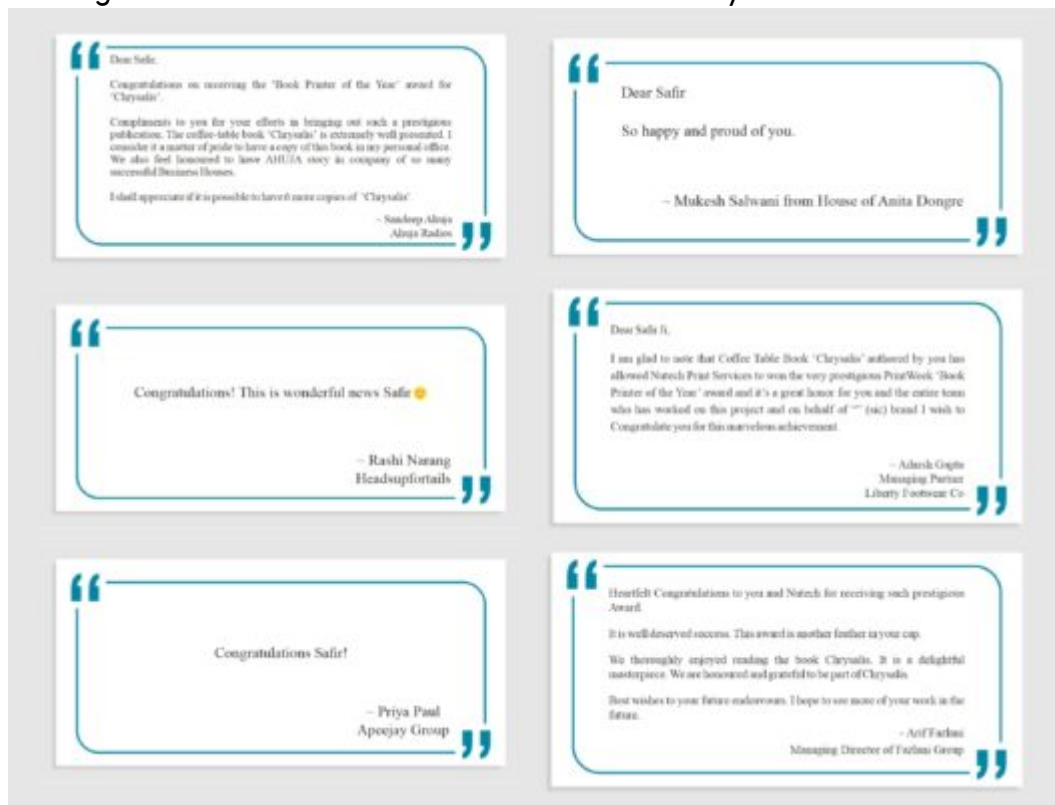 Dear Safir,
Congratulations on receiving the 'Book Printer of the Year' award for
'Chrysalis'.
Compliments to you for your efforts in bringing out such a prestigious
publication. The coffee-table book 'Chrysalis' is extremely well presented. I
consider it a matter of pride to have a copy of this book in my personal office.
We also feel honoured to have AHUJA story in company of so many
successful Business Houses.
I shall appreciate if it is possible to have 6 more copies of 'Chrysalis'
~ Sandeep Ahuja
Ahuja Radios
Dear Safir
So happy and proud of you.
~ Mukesh Salwani from House of Anita Dongre
Congratulations! This is wonderful news Safir🙂
~ Rashi Narang
Headsupfortails
Dear Safir Ji,
I am glad to note that Coffee Table Book 'Chrysalis' authored by you has
allowed Nutech Print Services to won the very prestigious PrintWeek 'Book
Printer of the Year' award and it's a great honor for you and the entire team
who has worked on this project and on behalf of "" (sic) brand I wish to
Congratulate you for this marvelous achievement
~ Adarsh Gupta
Managing Partner
Liberty Footwear Co
Congratulations Safir!
~ Priya Paul
Apeejay Group
Heartfelt Congratulations to you and Nutech for receiving such prestigious
Award.
It is well deserved success. This award is another feather in your cap.
We thoroughly enjoyed reading the book Chrysalis. It is a delightful
masterpiece. We are honoured and grateful to be part of Chrysalis.
Best wishes to your future endeavours. I hope to see more of your work in the
future.
~ Arif Fazlani
Managing Director of Fazlani Group